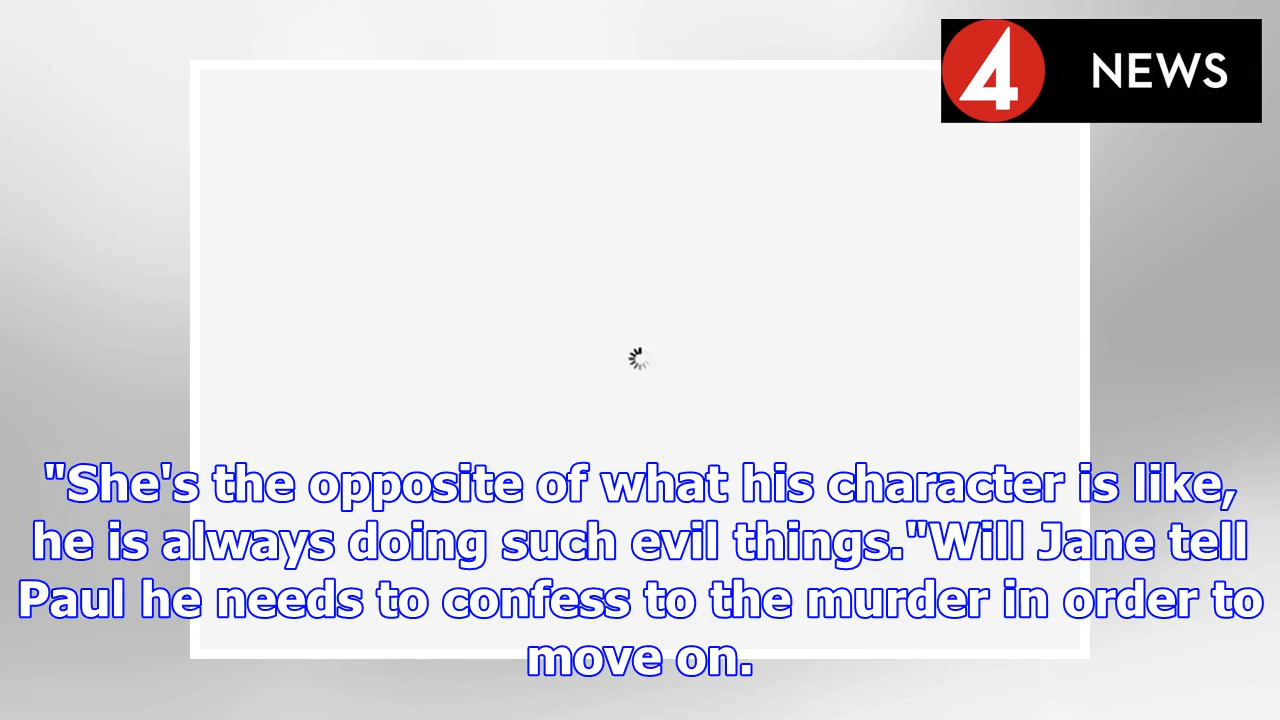 4 NEWS
"She's the opposite of what his character is like,
he is always doing such evil things."Will Jane tell
Paul he needs to confess to the murder in order to
move on.